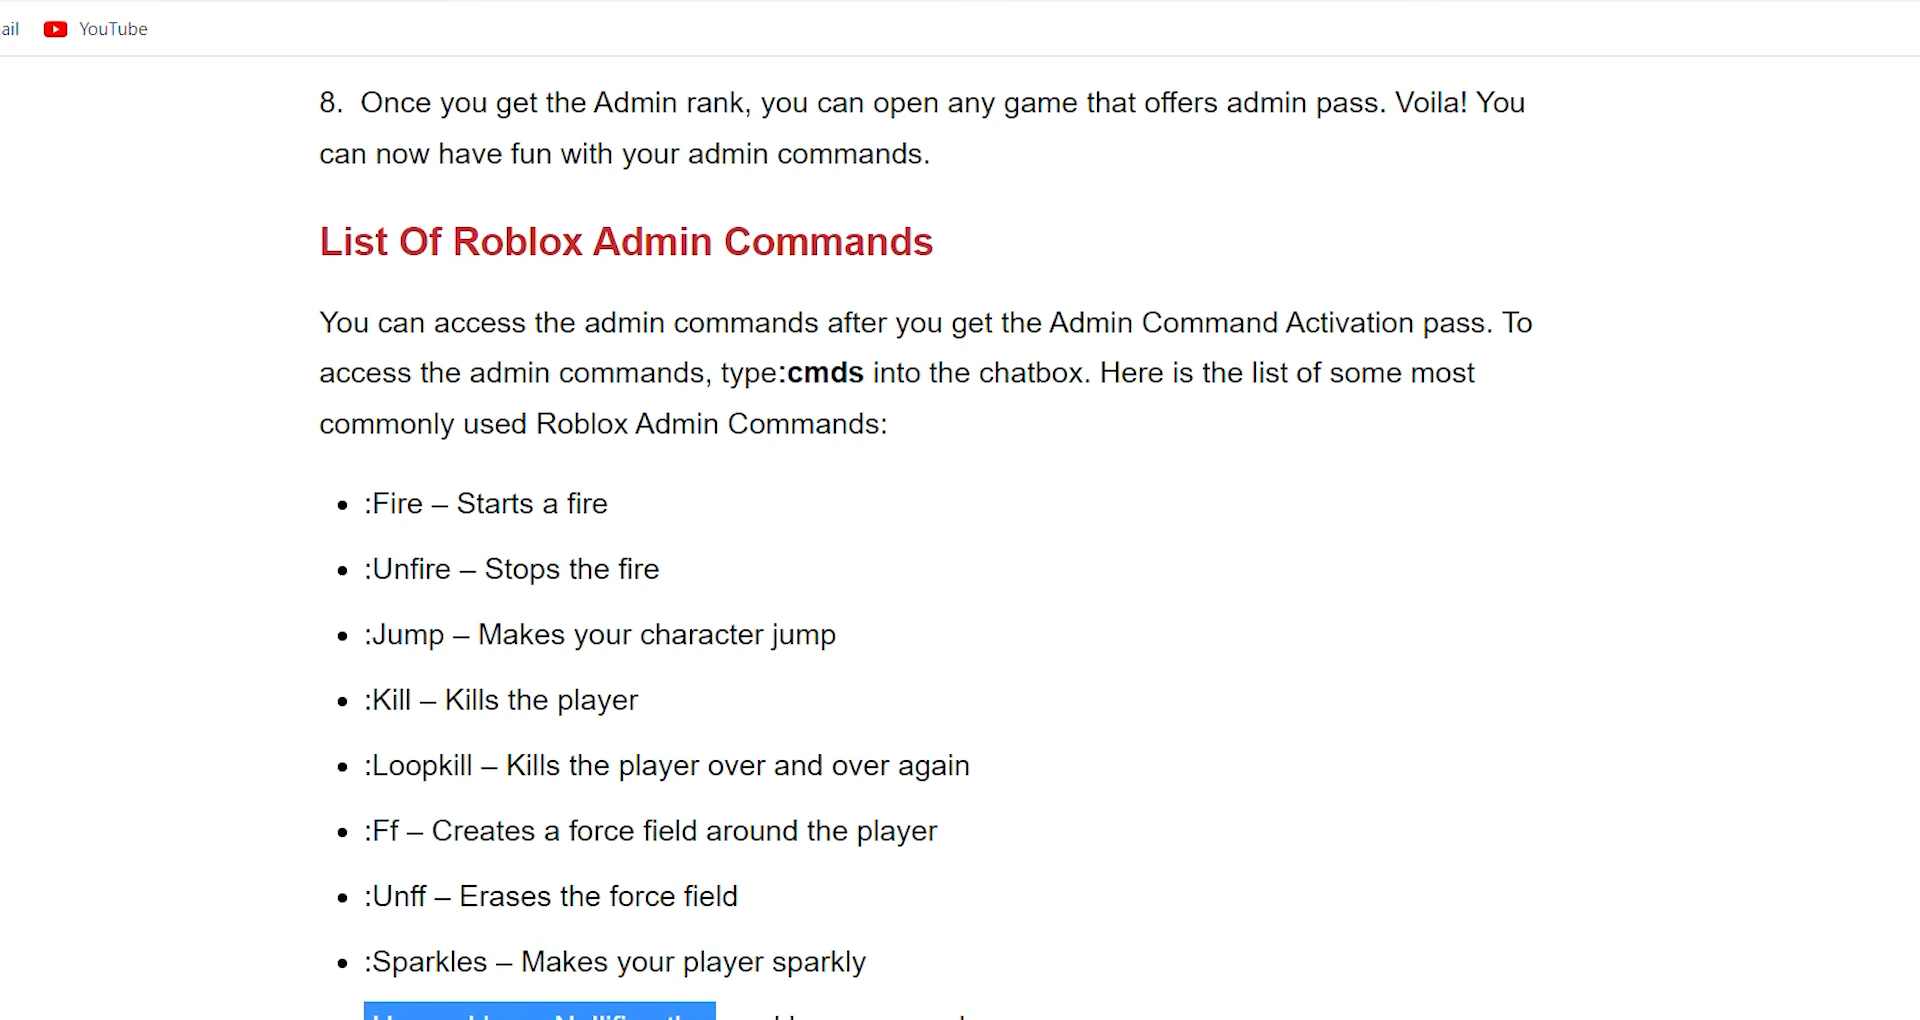 ail YouTube
8. Once you get the Admin rank, you can open any game that offers admin pass. Voila! You
can now have fun with your admin commands.
List Of Roblox Admin Commands
You can access the admin commands after you get the Admin Command Activation pass. To
access the admin commands, type:cmds into the chatbox. Here is the list of some most
commonly used Roblox Admin Commands:
• :Fire – Starts a fire
• :Unfire – Stops the fire
• :Jump – Makes your character jump
• :Kill – Kills the player
• :Loopkill – Kills the player over and over again
• :Ff – Creates a force field around the player
• :Unff – Erases the force field
• :Sparkles – Makes your player sparkly